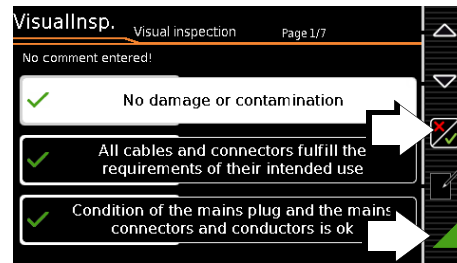 VisualInsp.
Visual inspection
Page 1/7
No comment entered!
No damage or contamination
All cables and connectors fulfill the
requirements of their intended use
Condition of the mains plug and the mains
connectors and conductors is ok